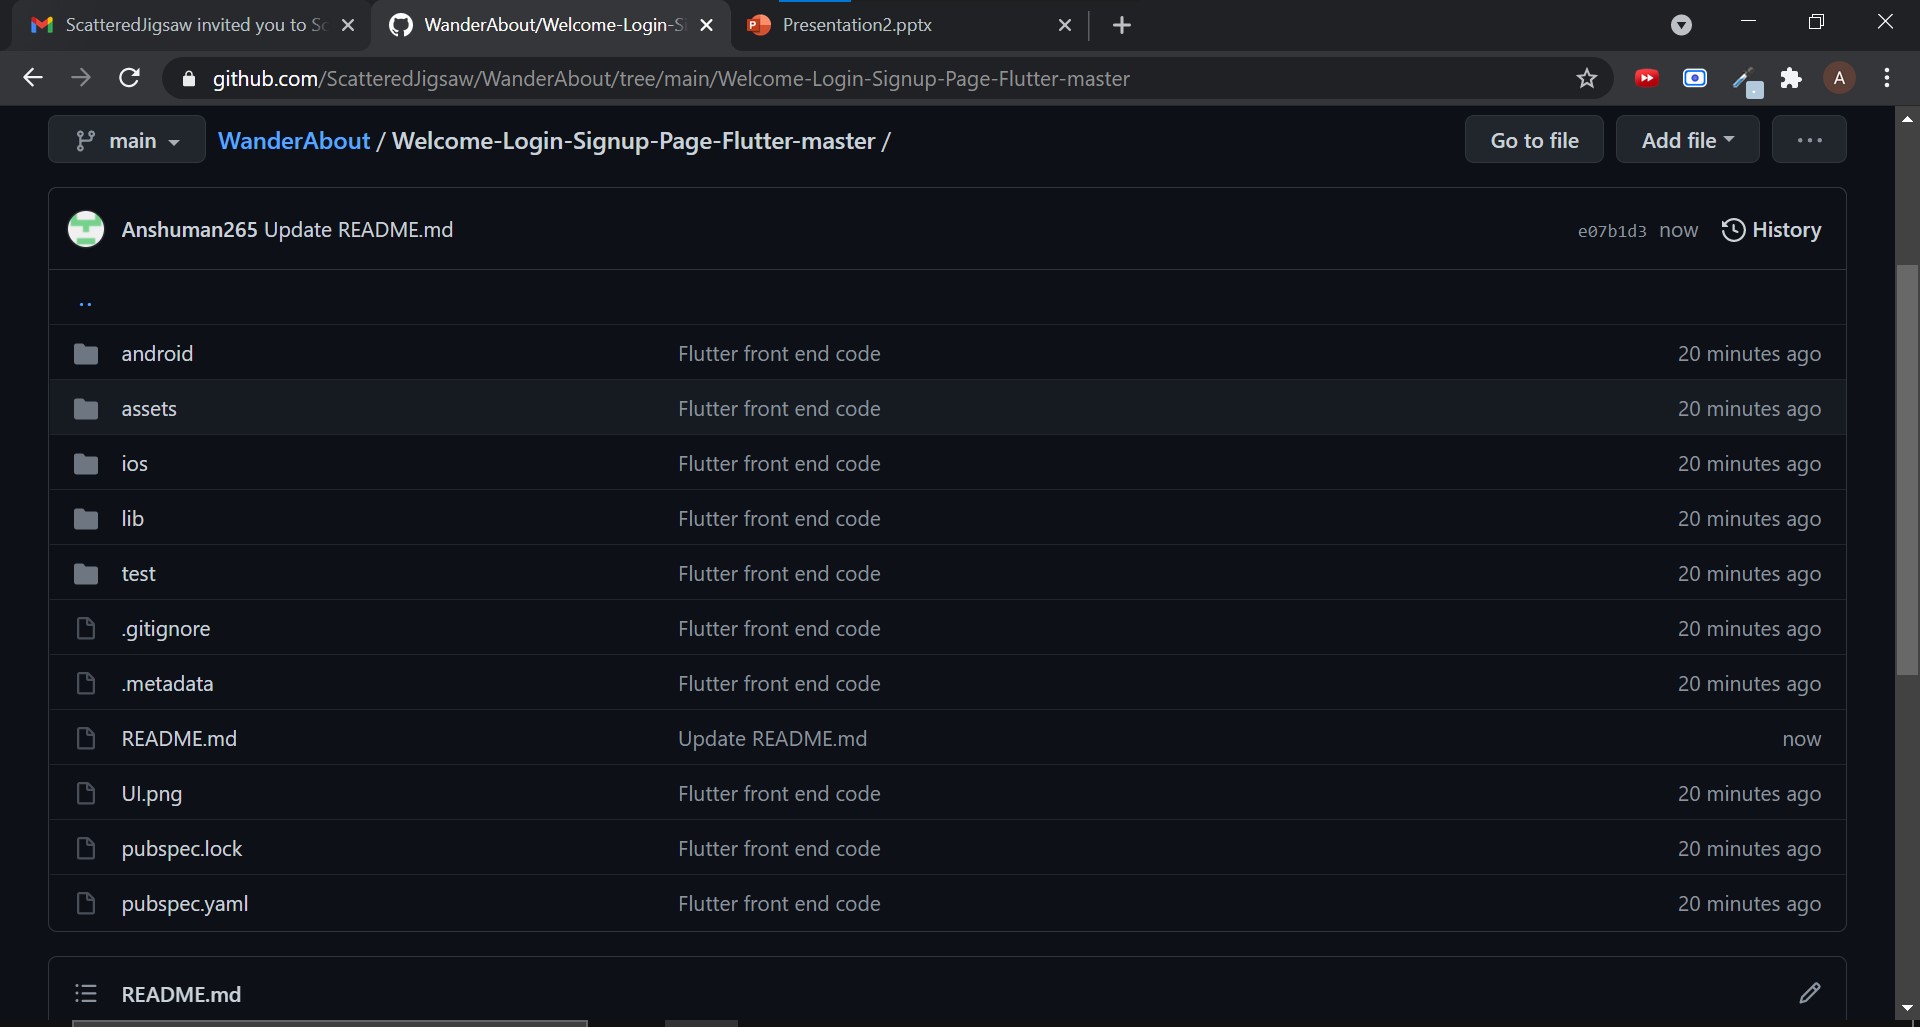 ScatteredJigsaw invited you to Sc
WanderAbout/Welcome-Login-Si
Presentation2.pptx
github.com/ScatteredJigsaw/WanderAbout/tree/main/Welcome-Login-Signup-Page-Flutter-master
A
main
WanderAbout / Welcome-Login-Signup-Page-Flutter-master /
Go to file
Add file
...
Anshuman265 Update README.md
e07b1d3 now
History
..
android Flutter front end code 20 minutes ago
assets Flutter front end code 20 minutes ago
ios Flutter front end code 20 minutes ago
lib Flutter front end code 20 minutes ago
test Flutter front end code 20 minutes ago
.gitignore Flutter front end code 20 minutes ago
.metadata Flutter front end code 20 minutes ago
README.md Update README.md now
UI.png Flutter front end code 20 minutes ago
pubspec.lock Flutter front end code 20 minutes ago
pubspec.yaml Flutter front end code 20 minutes ago
README.md